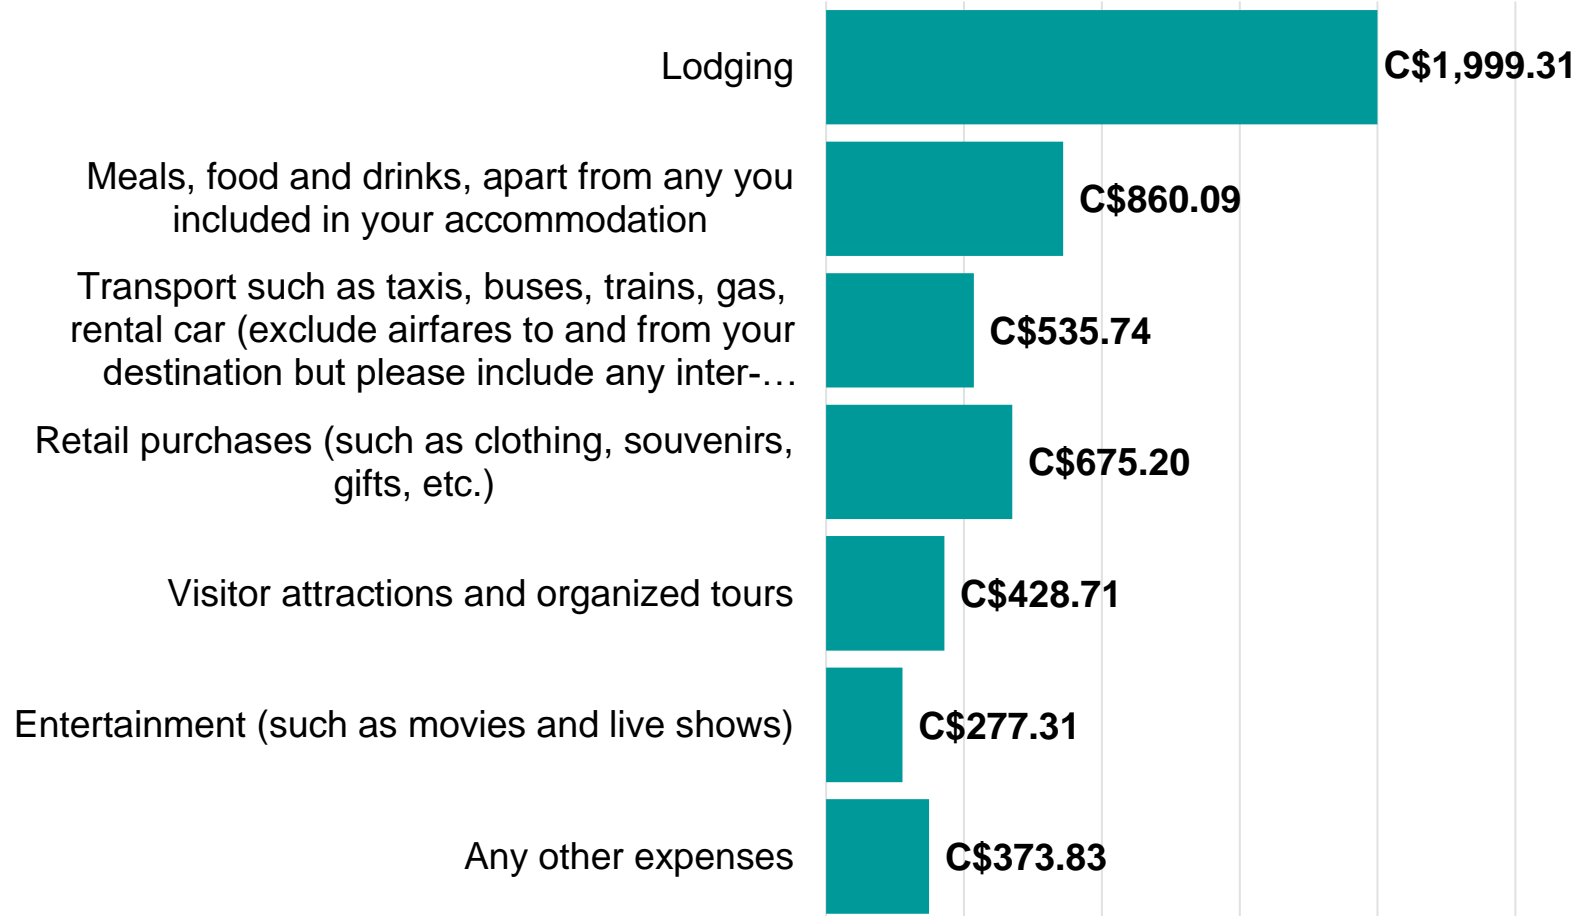 Lodging
C$1,999.31
Meals, food and drinks, apart from any you
included in your accommodation
C$860.09
Transport such as taxis, buses, trains, gas,
rental car (exclude airfares to and from your
destination but please include any inter-…
C$535.74
Retail purchases (such as clothing, souvenirs,
gifts, etc.)
C$675.20
Visitor attractions and organized tours
C$428.71
Entertainment (such as movies and live shows)
C$277.31
Any other expenses
C$373.83